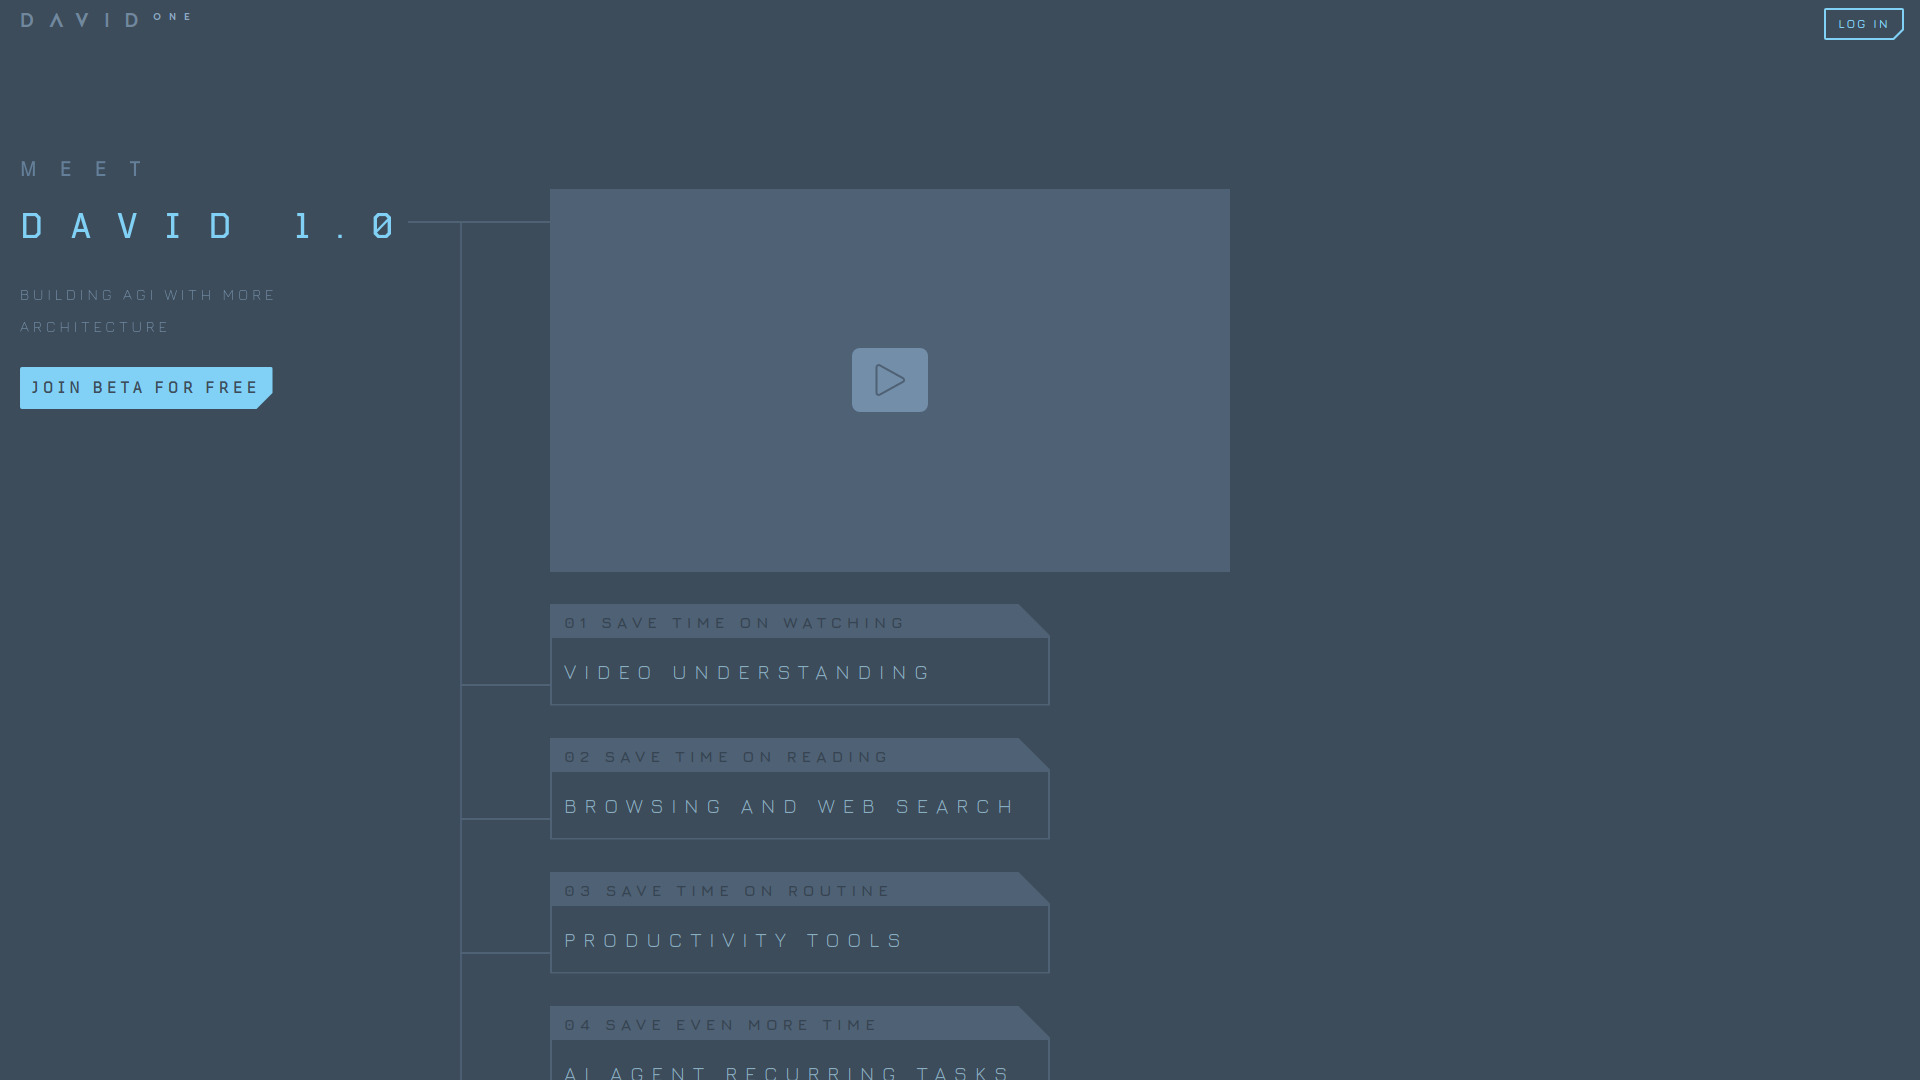 DAVID ONE
LOG IN
MEET
DAVID 1.0
BUILDING AGI WITH MORE
ARCHITECTURE
JOIN BETA FOR FREE
01 SAVE TIME ON WATCHING
VIDEO UNDERSTANDING
02 SAVE TIME ON READING
BROWSING AND WEB SEARCH
03 SAVE TIME ON ROUTINE
PRODUCTIVITY TOOLS
04 SAVE EVEN MORE TIME
AI AGENT RECURRING TASKS